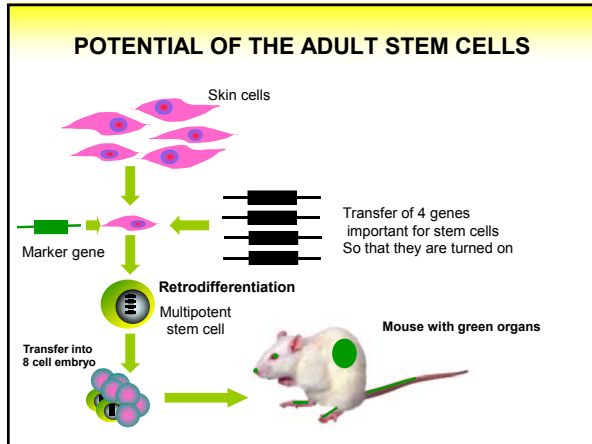 POTENTIAL OF THE ADULT STEM CELLS
Skin cells
Marker gene
Transfer of 4 genes
important for stem cells
So that they are turned on
Retrodifferentiation
Multipotent
stem cell
Transfer into
8 cell embryo
Mouse with green organs